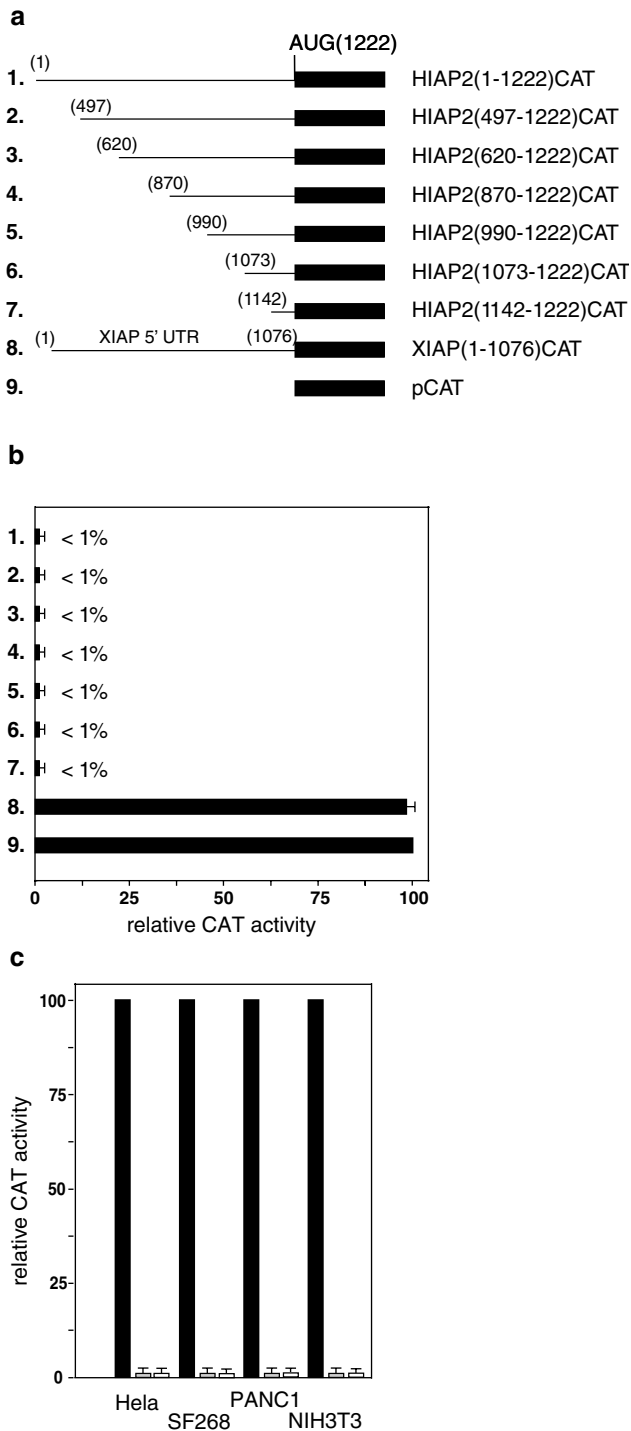 a
AUG(1222)
1. (1) HIAP2(1-1222)CAT
2. (497) HIAP2(497-1222)CAT
3. (620) HIAP2(620-1222)CAT
4. (870) HIAP2(870-1222)CAT
5. (990) HIAP2(990-1222)CAT
6. (1073) HIAP2(1073-1222)CAT
7. (1142) HIAP2(1142-1222)CAT
8. (1) XIAP 5' UTR (1076) XIAP(1-1076)CAT
9. pCAT
b
1. < 1%
2. < 1%
3. < 1%
4. < 1%
5. < 1%
6. < 1%
7. < 1%
8.
9.
0 25 50 75 100
relative CAT activity
c
100
75
50
25
0
relative CAT activity
Hela SF268 PANC1 NIH3T3